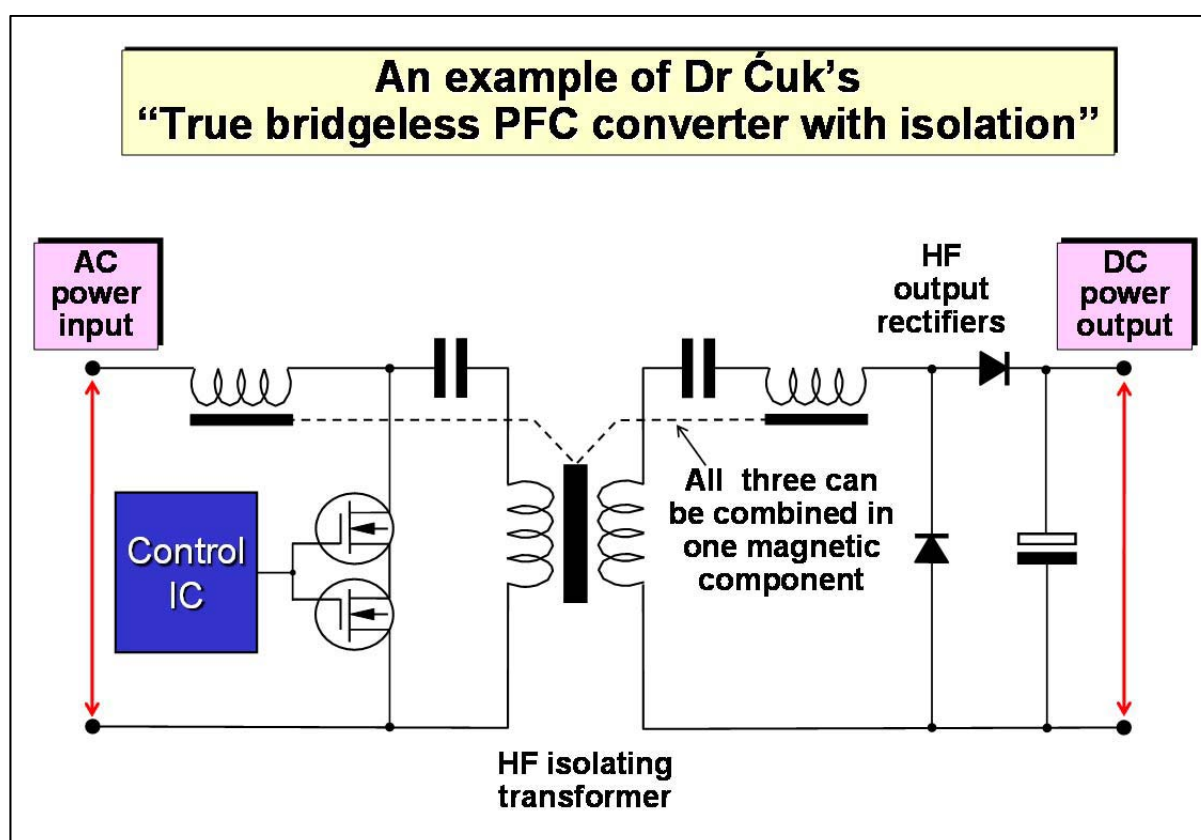 An example of Dr Ćuk’s
“True bridgeless PFC converter with isolation”
AC
power
input
HF
output
rectifiers
DC
power
output
Control
IC
All three can
be combined in
one magnetic
component
HF isolating
transformer